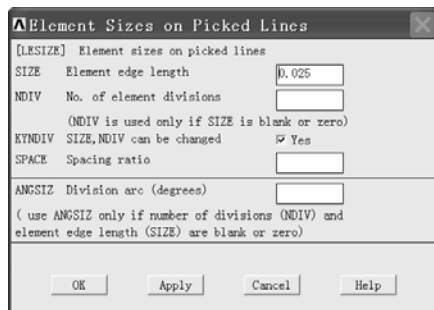 Element Sizes on Picked Lines
[LESIZE] Element sizes on picked lines
SIZE Element edge length 0.025
NDIV No. of element divisions
(NDIV is used only if SIZE is blank or zero)
KYNDIV SIZE,NDIV can be changed Yes
SPACE Spacing ratio
ANGSIZ Division arc (degrees)
( use ANGSIZ only if number of divisions (NDIV) and
element edge length (SIZE) are blank or zero)
OK Apply Cancel Help